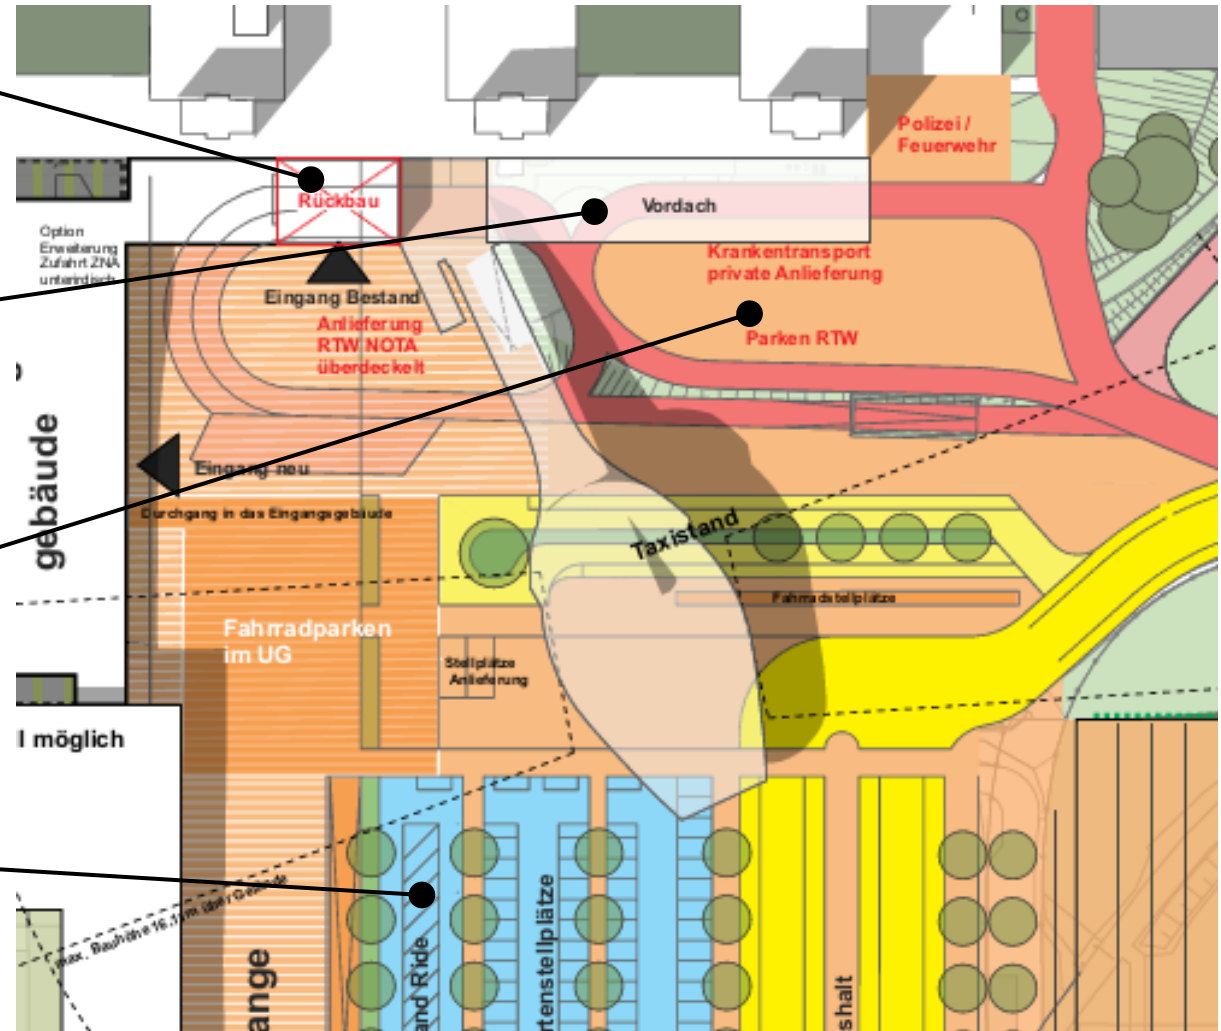 Polizei /
Feuerwehr
Rückbau
Vordach
Option
Erweiterung
Zufahrt ZNA
unterirdisch
Krankentransport
private Anlieferung
Eingang Bestand
Anlieferung
RTW NOTA
überdeckelt
Parken RTW
gebäude
Eingang neu
Durchgang in das Eingangsgebäude
Taxistand
Fahrradstellplätze
Fahrradparken
im UG
Stellplätze
Anlieferung
l möglich
max. Bauhöhe 16,1 m über Gelände
ange
and Ride
rtenstellplätze
shalt